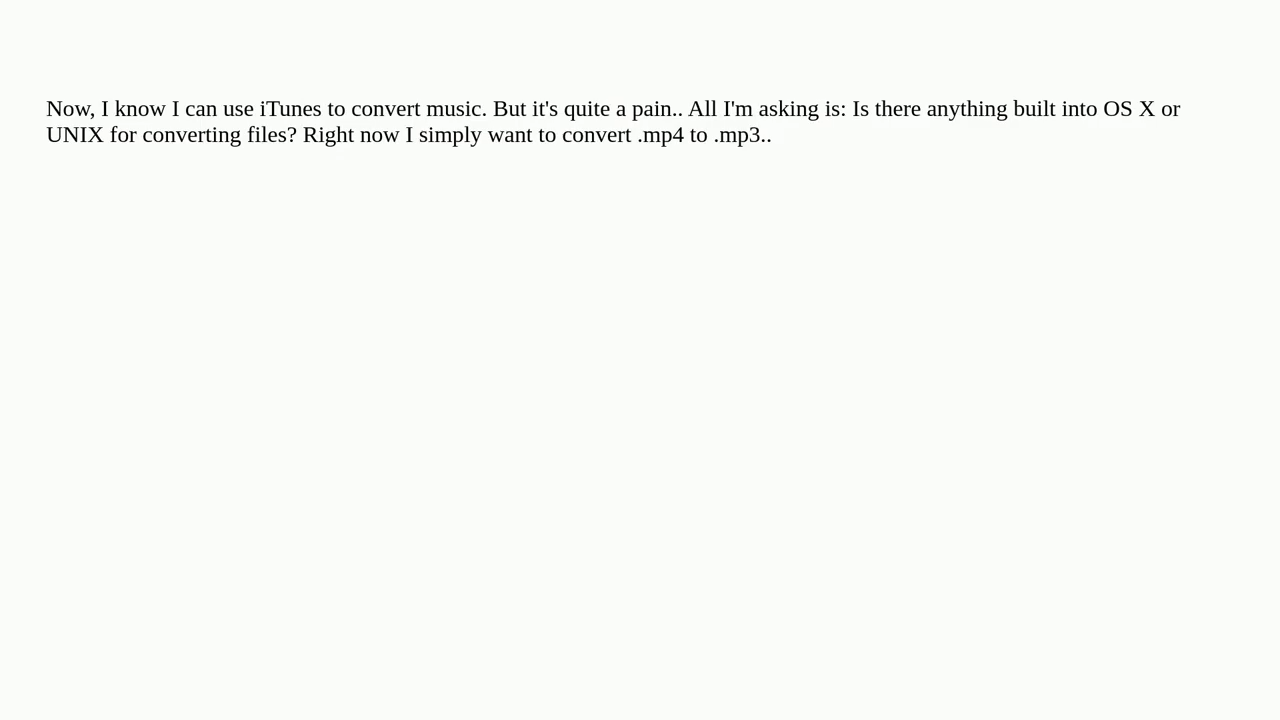 Now, I know I can use iTunes to convert music. But it's quite a pain.. All I'm asking is: Is there anything built into OS X or
UNIX for converting files? Right now I simply want to convert .mp4 to .mp3..